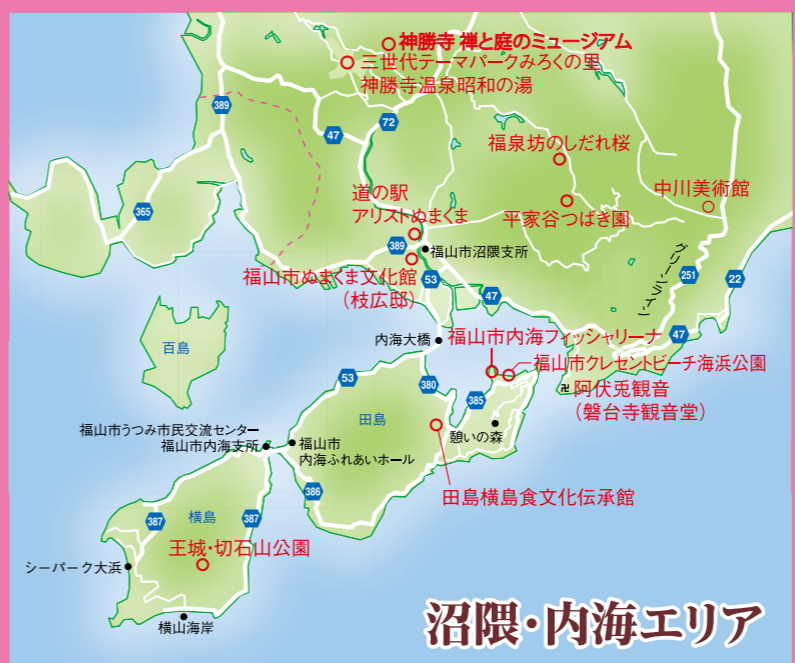 神勝寺 禅と庭のミュージアム
三世代テーマパークみろくの里
神勝寺温泉昭和の湯
389
72
47
福泉坊のしだれ桜
中川美術館
365
道の駅
アリストぬまくま
平家谷つばき園
389
福山市沼隈支所
グリーンライン
251
22
福山市ぬまくま文化館
(枝広邸)
53
47
47
内海大橋
福山市内海フィッシャリーナ
百島
福山市クレセントビーチ海浜公園
53
380
385
卍 阿伏兎観音
(磐台寺観音堂)
田島
憩いの森
福山市うつみ市民交流センター
福山市内海支所
福山市
内海ふれあいホール
386
田島横島食文化伝承館
387
横島
387
王城・切石山公園
シーパーク大浜
横山海岸
沼隈・内海エリア